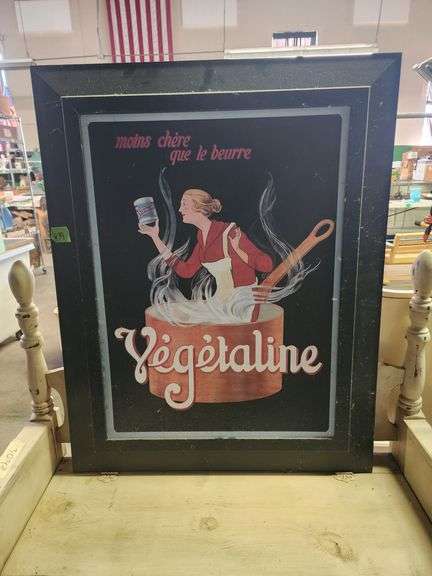 moins chère
que le beurre
Végétaline